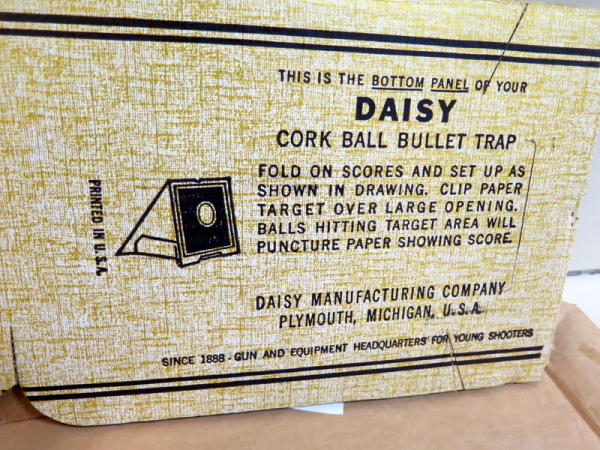 THIS IS THE BOTTOM PANEL OF YOUR
DAISY
CORK BALL BULLET TRAP
FOLD ON SCORES AND SET UP AS
SHOWN IN DRAWING. CLIP PAPER
TARGET OVER LARGE OPENING.
BALLS HITTING TARGET AREA WILL
PUNCTURE PAPER SHOWING SCORE.
PRINTED IN U.S.A.
DAISY MANUFACTURING COMPANY
PLYMOUTH, MICHIGAN, U.S.A.
SINCE 1888 - GUN AND EQUIPMENT HEADQUARTERS FOR YOUNG SHOOTERS